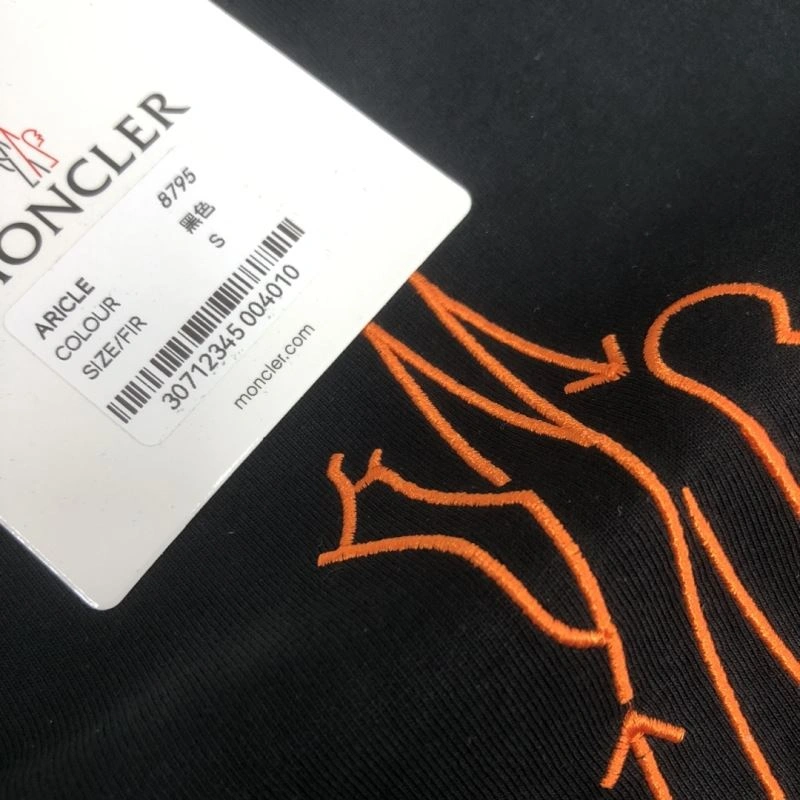 MONCLER
ARICLE 8795
COLOUR 黑色
SIZE/FIR S
30712345 004010
moncler.com